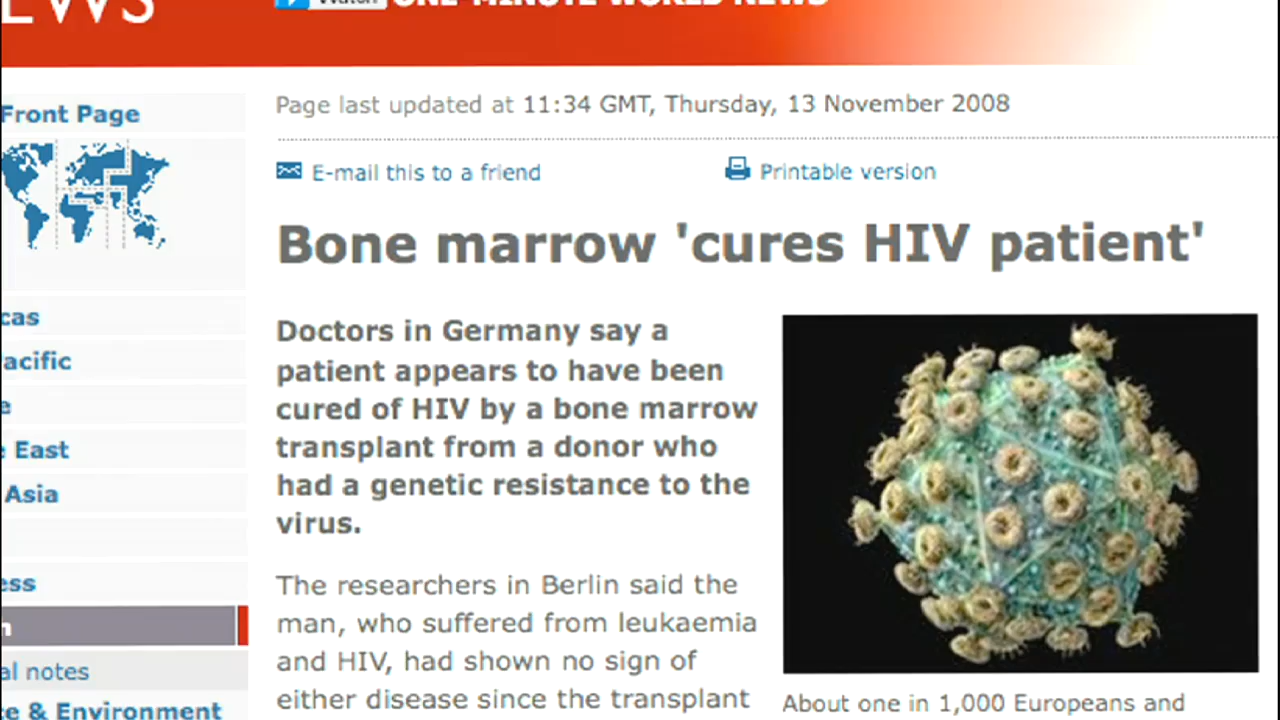 EWS
Watch ONE-MINUTE WORLD NEWS
Page last updated at 11:34 GMT, Thursday, 13 November 2008
Front Page
E-mail this to a friend
Printable version
Bone marrow 'cures HIV patient'
cas
acific
e
East
Asia
ess
n
al notes
e & Environment
Doctors in Germany say a
patient appears to have been
cured of HIV by a bone marrow
transplant from a donor who
had a genetic resistance to the
virus.
The researchers in Berlin said the
man, who suffered from leukaemia
and HIV, had shown no sign of
either disease since the transplant
About one in 1,000 Europeans and